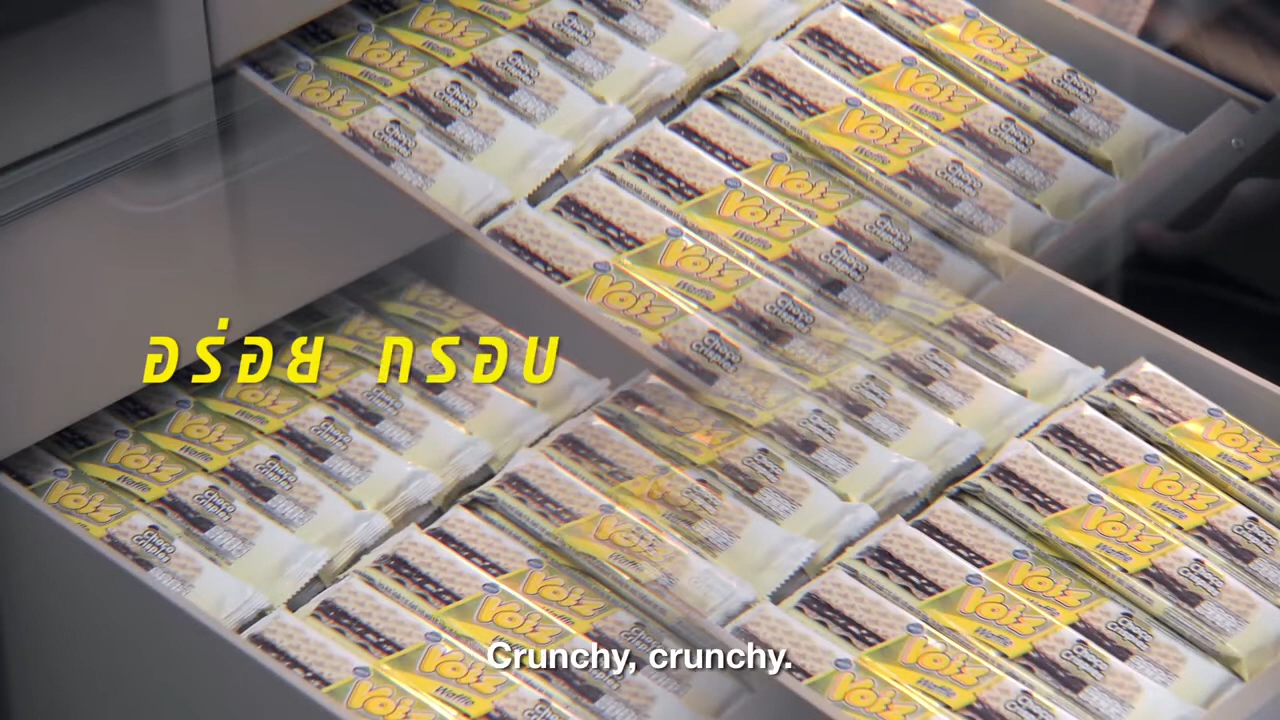 Voiz
Waffle
Choco
Crispies
อร่อย กรอบ
Crunchy, crunchy.